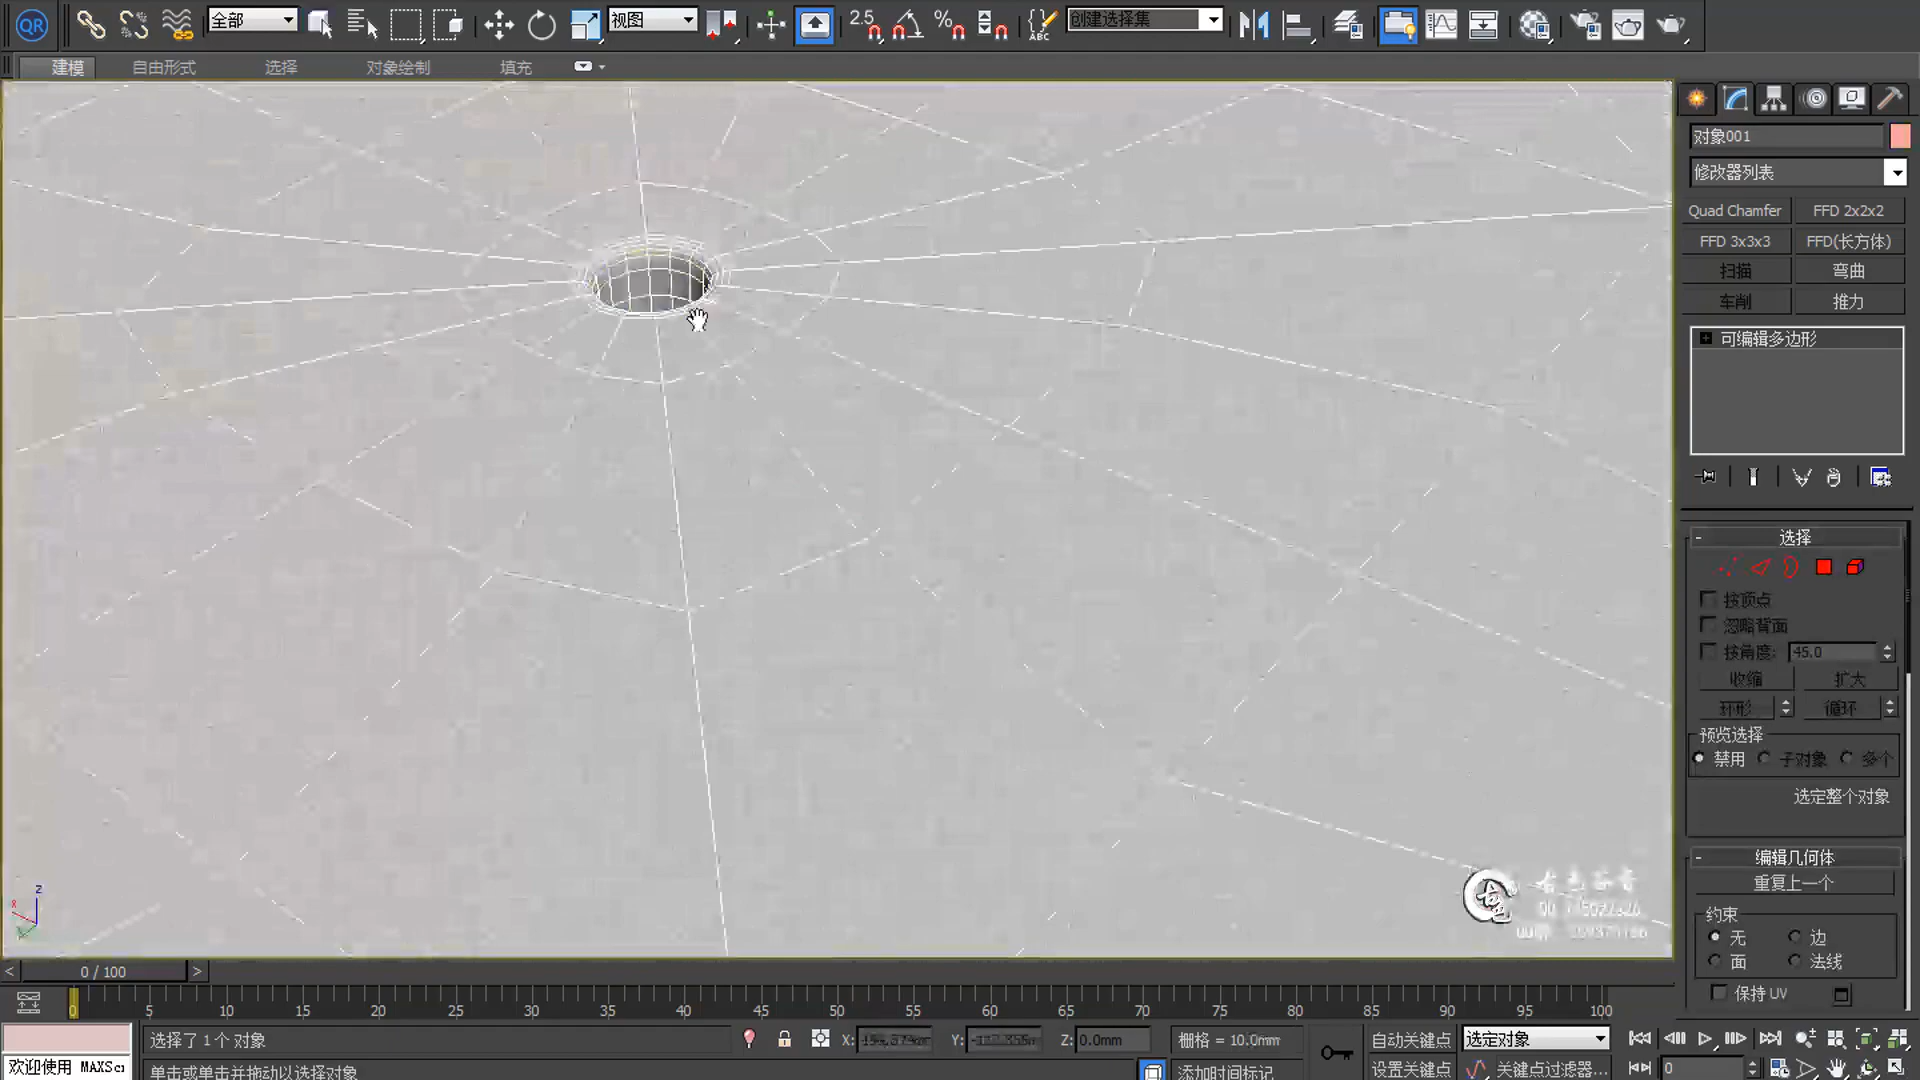 QR 全部 视图 2.5 % ABC 创建选择集
建模 自由形式 选择 对象绘制 填充
对象001
修改器列表
Quad Chamfer FFD 2x2x2
FFD 3x3x3 FFD(长方体)
扫描 弯曲
车削 推力
+ 可编辑多边形
- 选择
按顶点
忽略背面
按角度: 45.0
收缩 扩大
环形 循环
预览选择
禁用 子对象 多个
选定整个对象
- 编辑几何体
重复上一个
约束
无 边
面 法线
保持 UV
z
x
< 0 / 100 >
0 5 10 15 20 25 30 35 40 45 50 55 60 65 70 75 80 85 90 95 100
选择了 1 个 对象 X: Y: Z: 0.0mm 栅格 = 10.0mm 自动关键点 选定对象
欢迎使用 MAXScr 单击或单击并拖动以选择对象 添加时间标记 设置关键点 关键点过滤器... 0